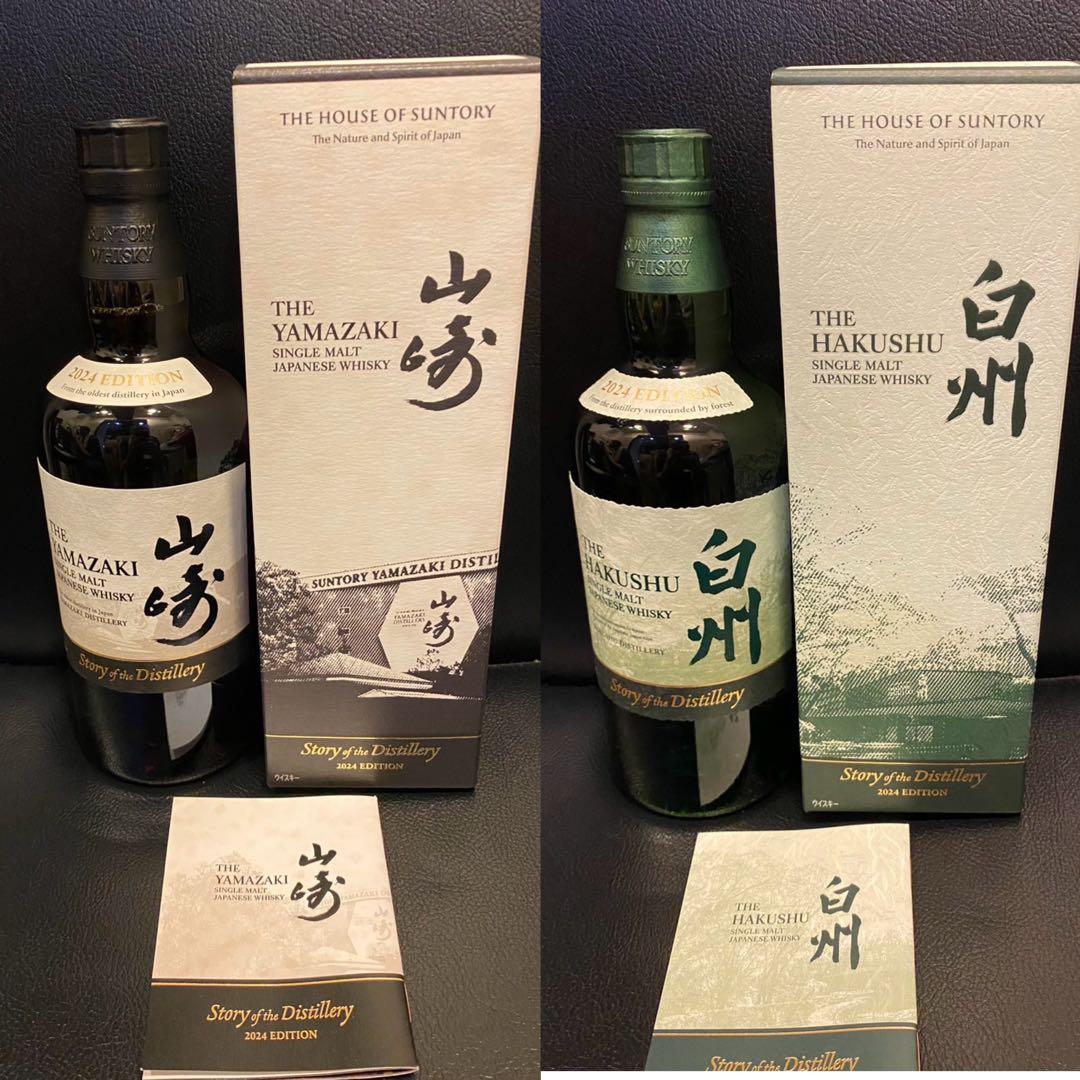 THE HOUSE OF SUNTORY
The Nature and Spirit of Japan
THE
YAMAZAKI
SINGLE MALT
JAPANESE WHISKY
山崎
SUNTORY YAMAZAKI DISTI
YAMAZAKI
DISTILLERY
山崎
Story of the Distillery
2024 EDITION
ウイスキー
SUNTORY
WHISKY
2024 EDITION
From the oldest distillery in Japan
THE
YAMAZAKI
SINGLE MALT
JAPANESE WHISKY
山崎
YAMAZAKI DISTILLERY
Story of the Distillery
THE
YAMAZAKI
SINGLE MALT
JAPANESE WHISKY
山崎
YAMAZAKI DI
Story of the Distillery
2024 EDITION
THE HOUSE OF SUNTORY
The Nature and Spirit of Japan
THE
HAKUSHU
SINGLE MALT
JAPANESE WHISKY
白州
Story of the Distillery
2024 EDITION
ウイスキー
SUNTORY
WHISKY
2024 EDITION
From the distillery surrounded by forest
THE
HAKUSHU
SINGLE MALT
JAPANESE WHISKY
白州
DISTILLERY
Story of the Distillery
THE
HAKUSHU
SINGLE MALT
JAPANESE WHISKY
白州
Story of the Distillery